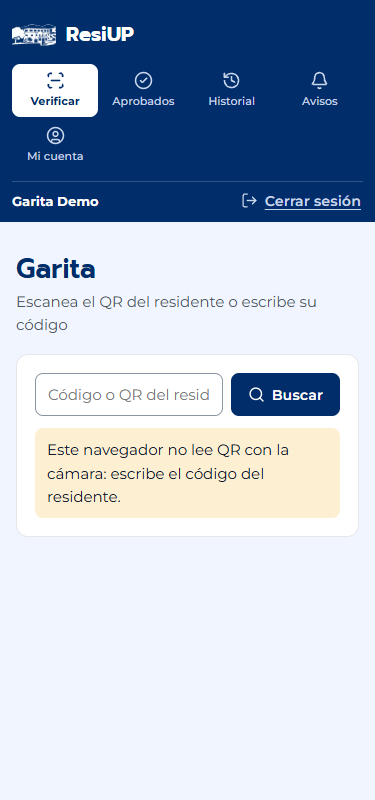 ResiUP
Verificar
Aprobados
Historial
Avisos
Mi cuenta
Garita Demo
Cerrar sesión
Garita
Escanea el QR del residente o escribe su
código
Código o QR del resid
Buscar
Este navegador no lee QR con la
cámara: escribe el código del
residente.